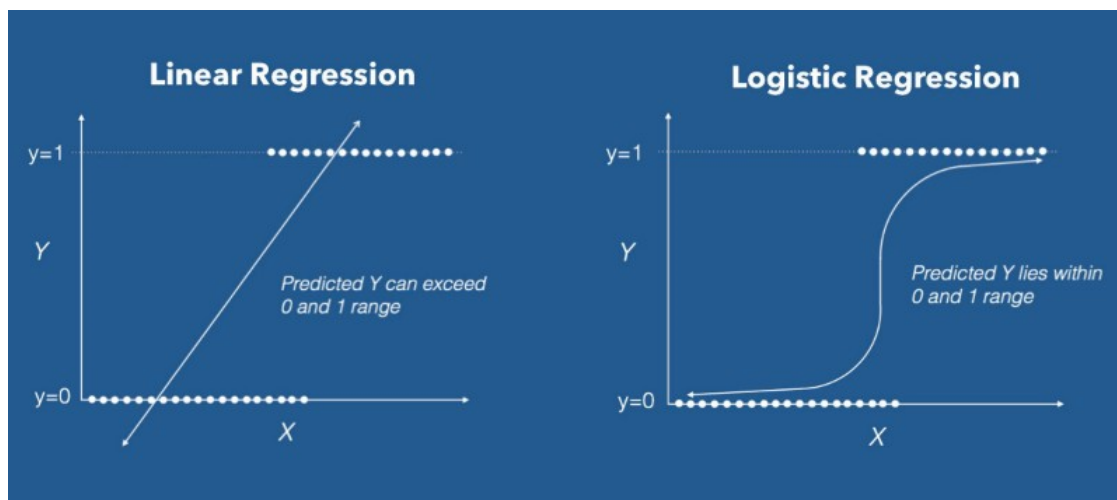 Linear Regression
y=1
Y
Predicted Y can exceed
0 and 1 range
y=0
X
Logistic Regression
y=1
Y
Predicted Y lies within
0 and 1 range
y=0
X